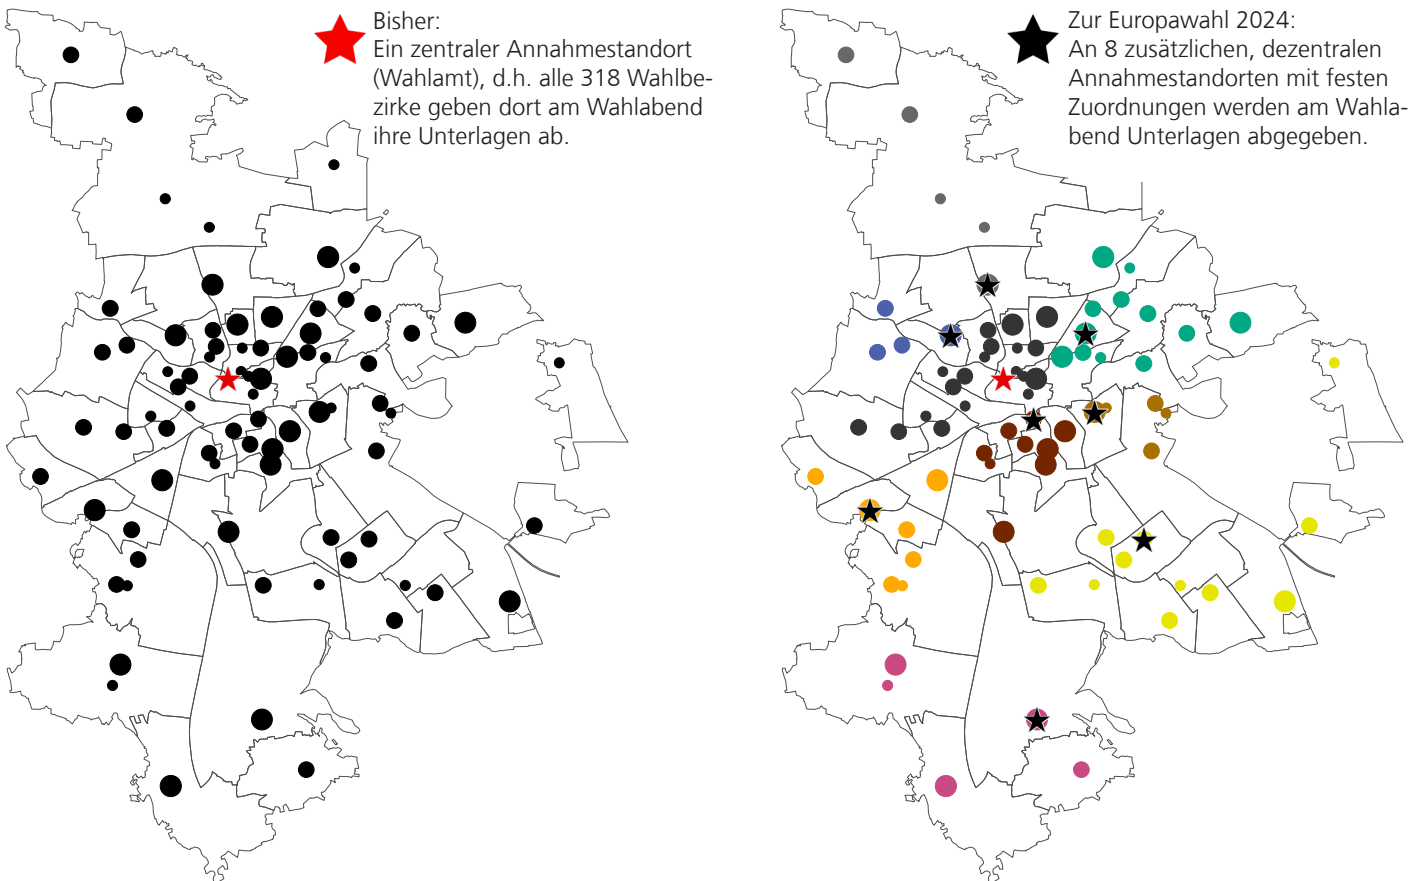 Bisher:
Ein zentraler Annahmestandort
(Wahlamt), d.h. alle 318 Wahlbe-
zirke geben dort am Wahlabend
ihre Unterlagen ab.
Zur Europawahl 2024:
An 8 zusätzlichen, dezentralen
Annahmestandorten mit festen
Zuordnungen werden am Wahla-
bend Unterlagen abgegeben.